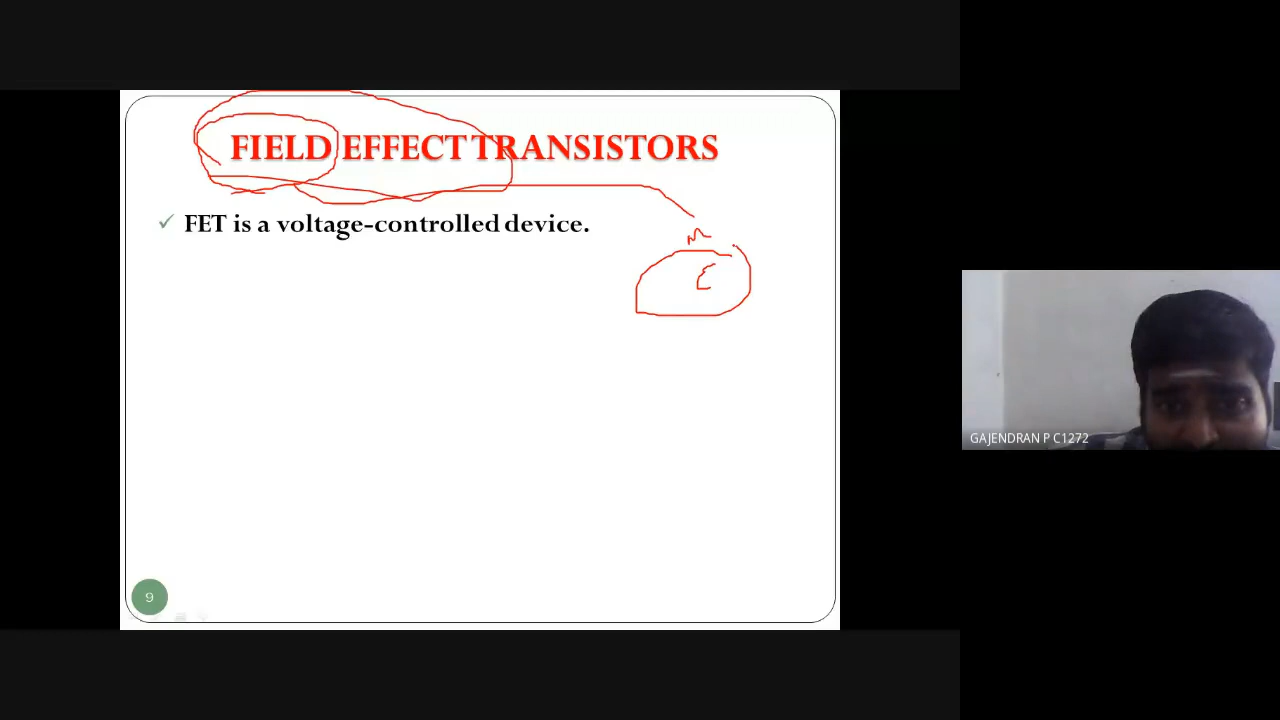 FIELD EFFECT TRANSISTORS
✓ FET is a voltage-controlled device.
GAJENDRAN P C1272
9